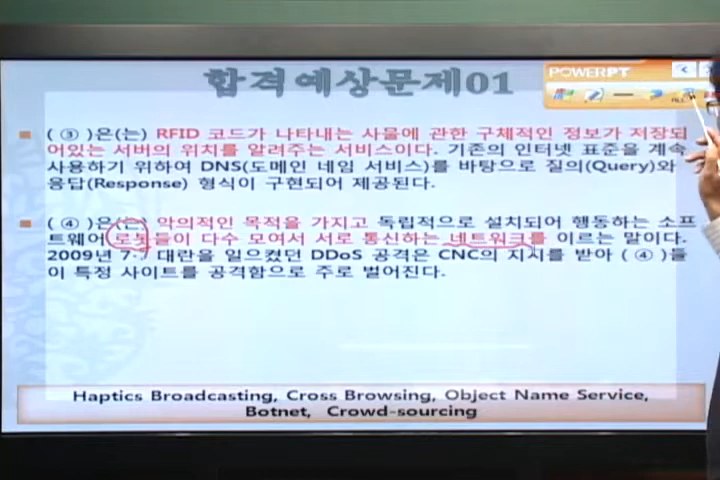 합격예상문제01
POWERPT
( ③ )은(는) RFID 코드가 나타내는 사물에 관한 구체적인 정보가 저장되
어있는 서버의 위치를 알려주는 서비스이다. 기존의 인터넷 표준을 계속
사용하기 위하여 DNS(도메인 네임 서비스)를 바탕으로 질의(Query)와
응답(Response) 형식이 구현되어 제공된다.
( ④ )은(는) 악의적인 목적을 가지고 독립적으로 설치되어 행동하는 소프
트웨어 로봇들이 다수 모여서 서로 통신하는 네트워크를 이르는 말이다.
2009년 7·7 대란을 일으켰던 DDoS 공격은 CNC의 지시를 받아 ( ④ )들
이 특정 사이트를 공격함으로 주로 벌어진다.
Haptics Broadcasting, Cross Browsing, Object Name Service,
Botnet, Crowd-sourcing